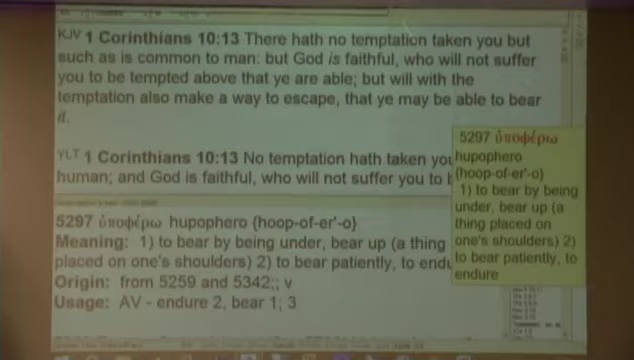 KJV 1 Corinthians 10:13 There hath no temptation taken you but
such as is common to man: but God is faithful, who will not suffer
you to be tempted above that ye are able; but will with the
temptation also make a way to escape, that ye may be able to bear
it.
YLT 1 Corinthians 10:13 No temptation hath taken you
human; and God is faithful, who will not suffer you to
5297 ὑποφέρω hupophero {hoop-of-er'-o}
Meaning: 1) to bear by being under, bear up (a thing
placed on one's shoulders) 2) to bear patiently, to endu
Origin: from 5259 and 5342;; v
Usage: AV - endure 2, bear 1; 3
5297 ὑποφέρω
hupophero
{hoop-of-er'-o}
1) to bear by being
under, bear up (a
thing placed on
one's shoulders) 2)
to bear patiently, to
endure